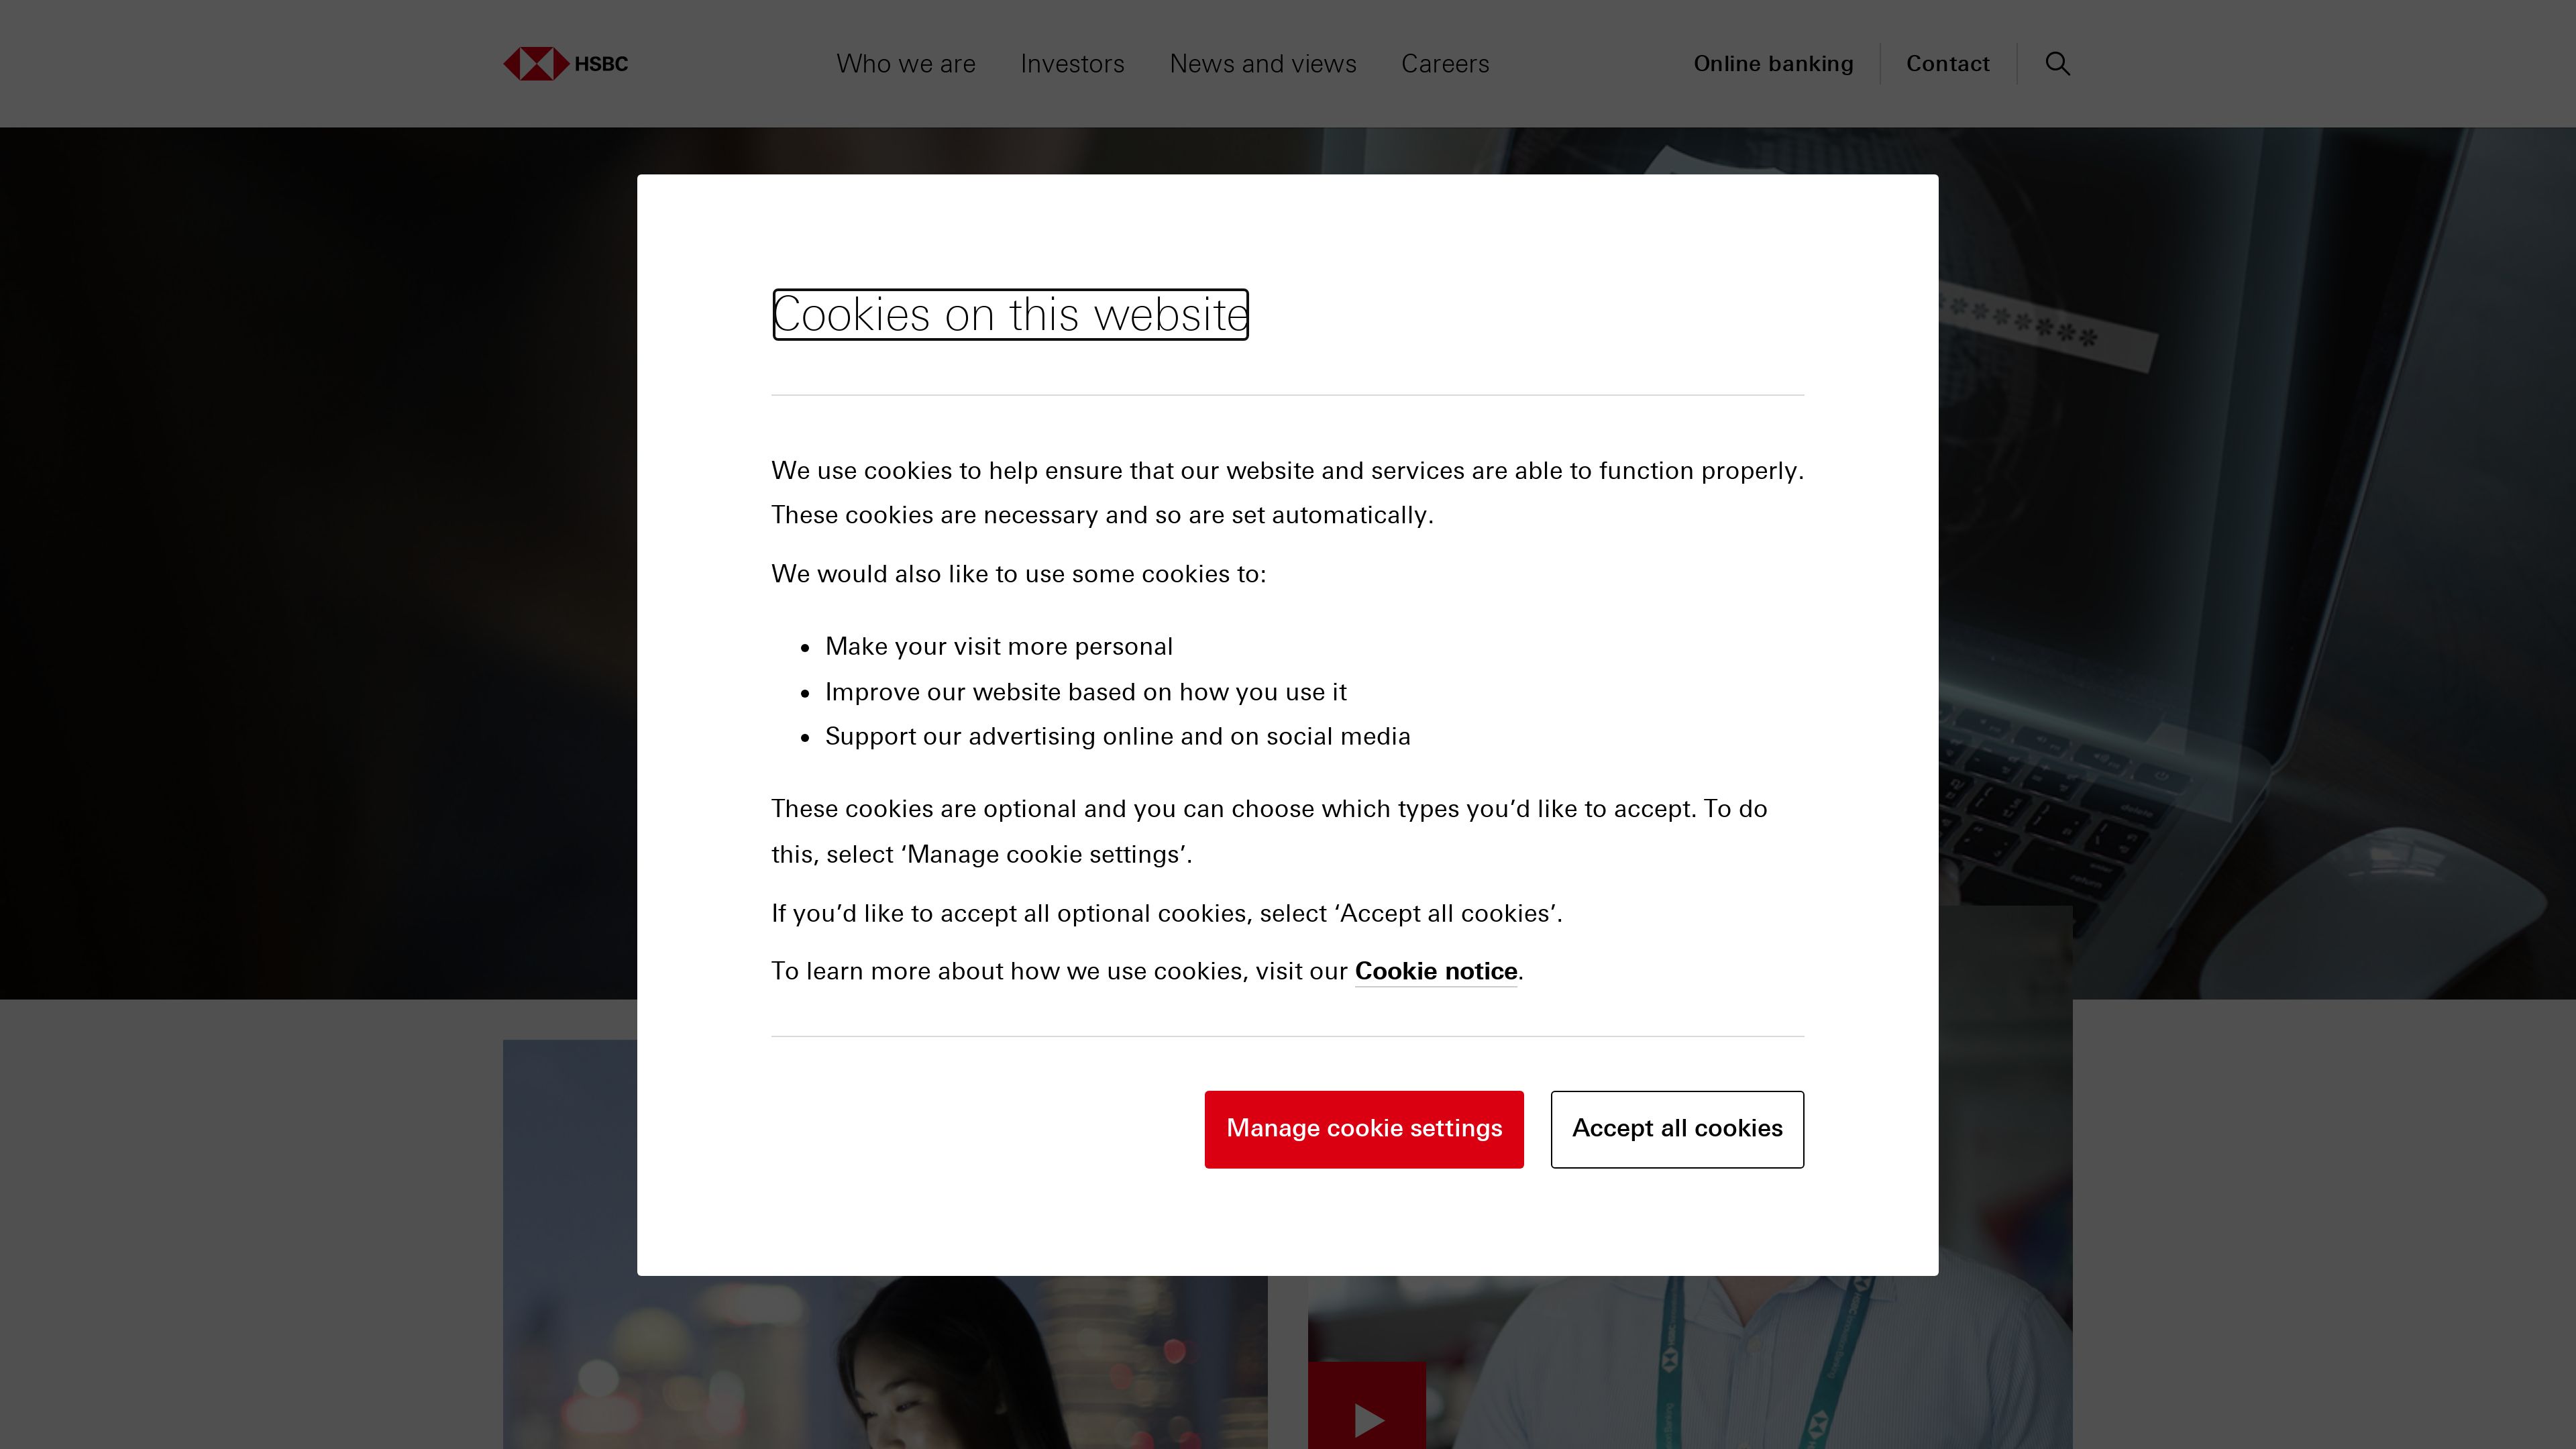 HSBC
Who we are
Investors
News and views
Careers
Online banking
Contact
Cookies on this website
We use cookies to help ensure that our website and services are able to function properly.
These cookies are necessary and so are set automatically.
We would also like to use some cookies to:
Make your visit more personal
Improve our website based on how you use it
Support our advertising online and on social media
These cookies are optional and you can choose which types you’d like to accept. To do
this, select ‘Manage cookie settings’.
If you’d like to accept all optional cookies, select ‘Accept all cookies’.
To learn more about how we use cookies, visit our Cookie notice.
Manage cookie settings
Accept all cookies
********
delete
return